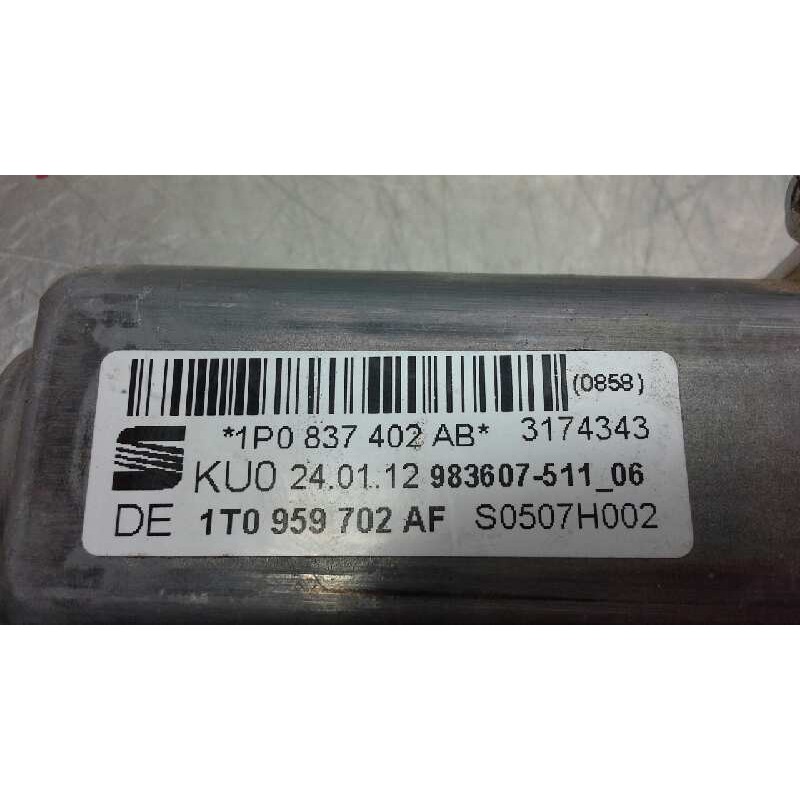 (0858)
*1P0 837 402 AB* 3174343
KU0 24.01.12 983607-511_06
DE 1T0 959 702 AF S0507H002